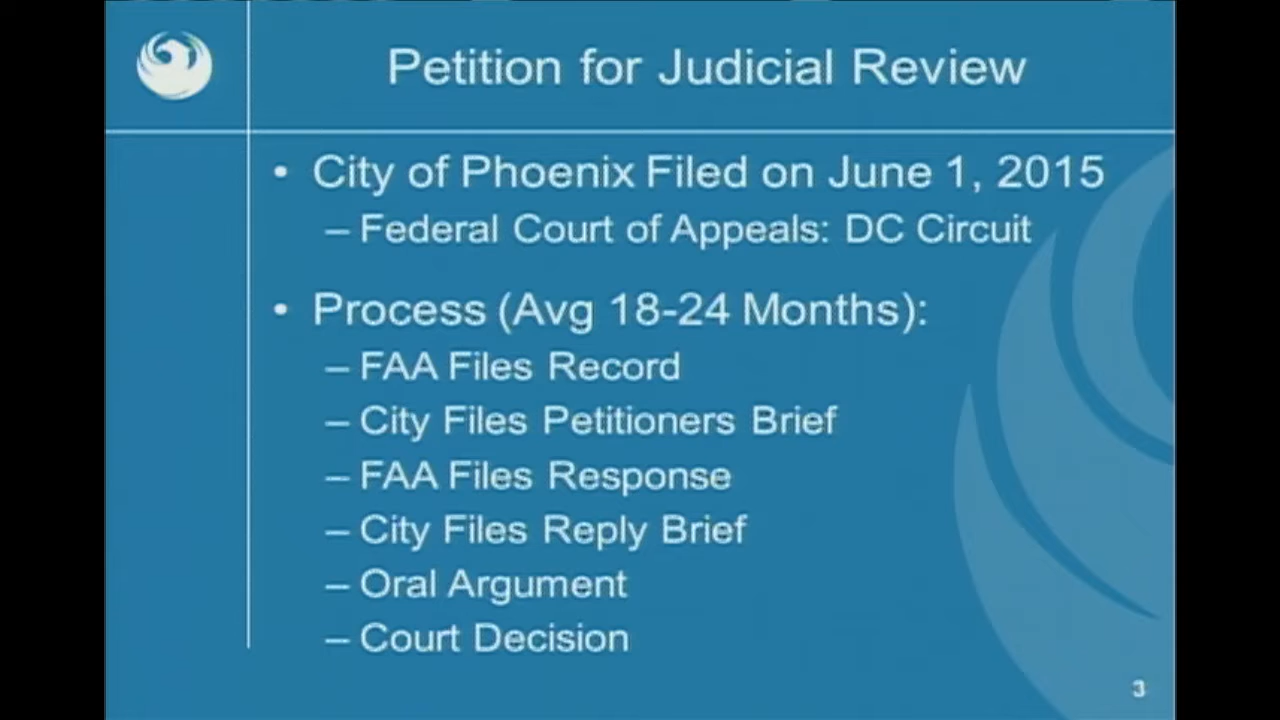 Petition for Judicial Review
• City of Phoenix Filed on June 1, 2015
– Federal Court of Appeals: DC Circuit
• Process (Avg 18-24 Months):
– FAA Files Record
– City Files Petitioners Brief
– FAA Files Response
– City Files Reply Brief
– Oral Argument
– Court Decision
3